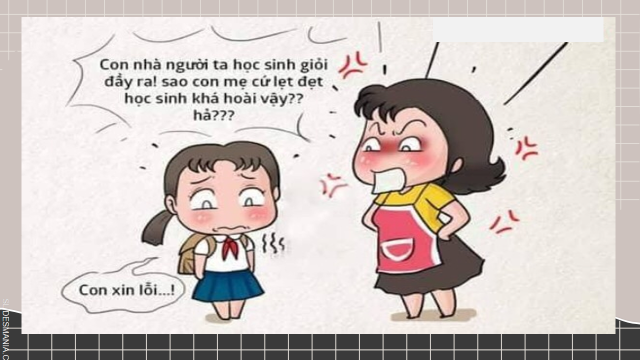 Con nhà người ta học sinh giỏi
đầy ra! sao con mẹ cứ lẹt đẹt
học sinh khá hoài vậy??
hả???
Con xin lỗi...!